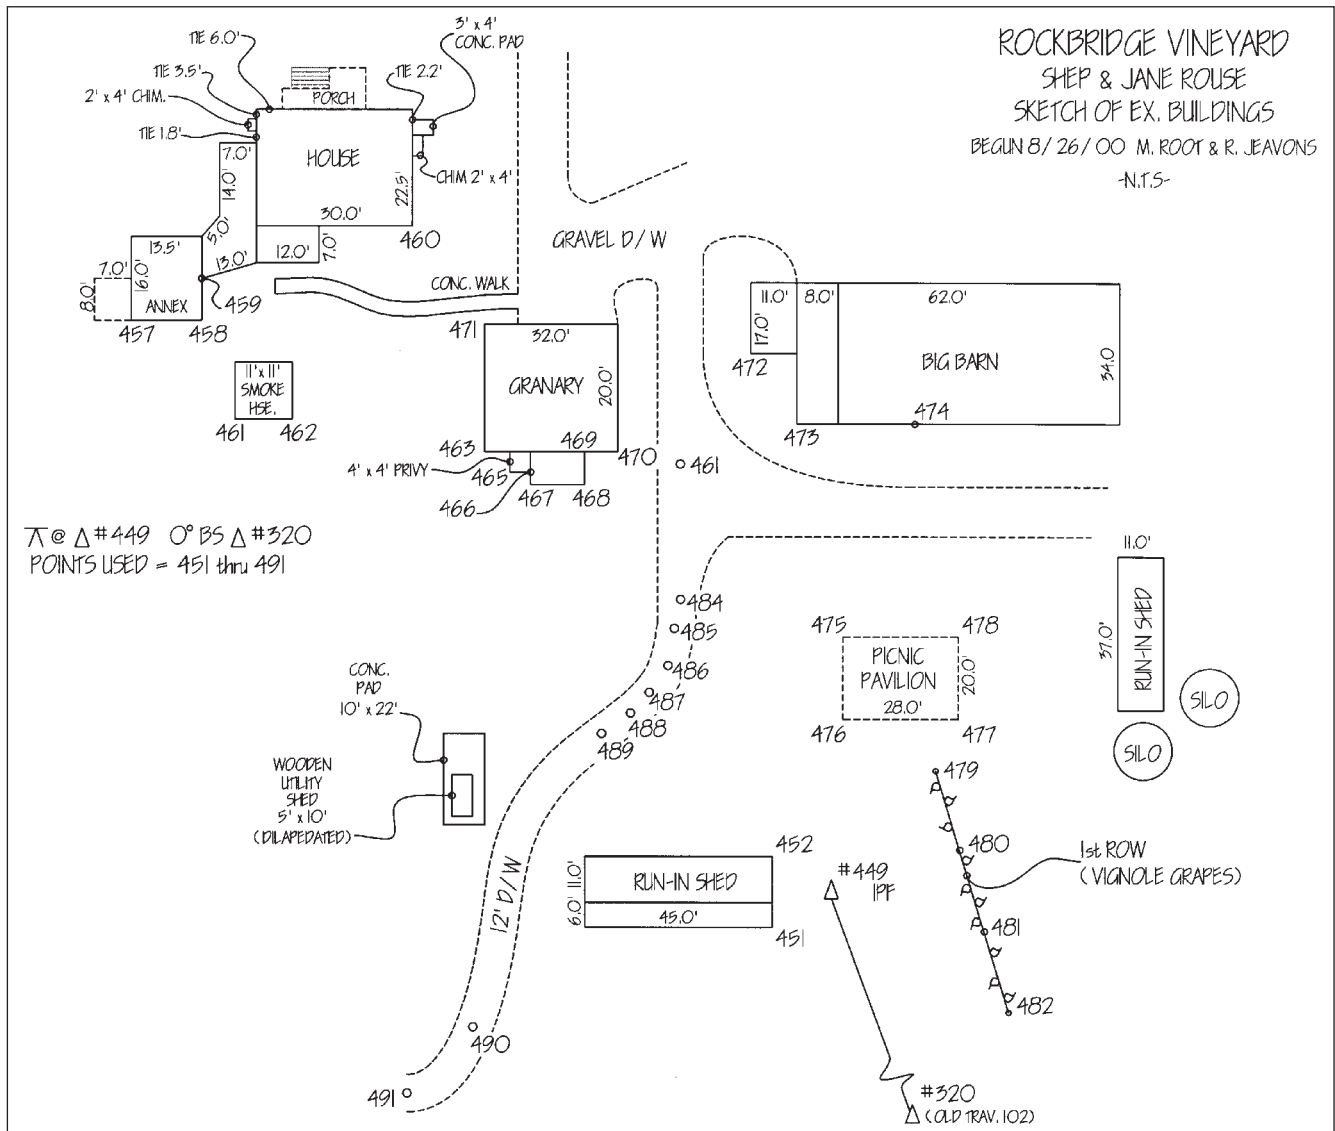 ROCKBRIDGE VINEYARD
SHEP & JANE ROUSE
SKETCH OF EX. BUILDINGS
BEGUN 8/26/00 M. ROOT & R. JEAVONS
-N.T.S-
TIE 6.0'
3' x 4'
CONC. PAD
TIE 3.5'
TIE 2.2'
2' x 4' CHIM.
PORCH
TIE 1.8'
7.0'
HOUSE
CHIM 2' x 4'
14.0'
22.5'
30.0'
460
5.0'
13.5'
12.0'
7.0'
13.0'
7.0'
16.0'
8.0'
ANNEX
459
457
458
CONC. WALK
GRAVEL D/W
471
32.0'
GRANARY
20.0'
11' x 11'
SMOKE
HSE.
461
462
463
469
470
461
4' x 4' PRIVY
465
466
467
468
11.0'
8.0'
62.0'
17.0'
472
BIG BARN
34.0
473
474
⊼ @ △ #449 0° BS △ #320
POINTS USED = 451 thru 491
11.0'
37.0'
RUN-IN SHED
SILO
SILO
484
485
486
487
488
489
475
478
PICNIC
PAVILION
20.0'
28.0'
476
477
CONC.
PAD
10' x 22'
WOODEN
UTILITY
SHED
5' x 10'
(DILAPEDATED)
479
480
1st ROW
(VIGNOLE GRAPES)
481
482
452
11.0'
RUN-IN SHED
6.0'
45.0'
451
#449
IPF
12' D/W
490
491
#320
(OLD TRAV. 102)